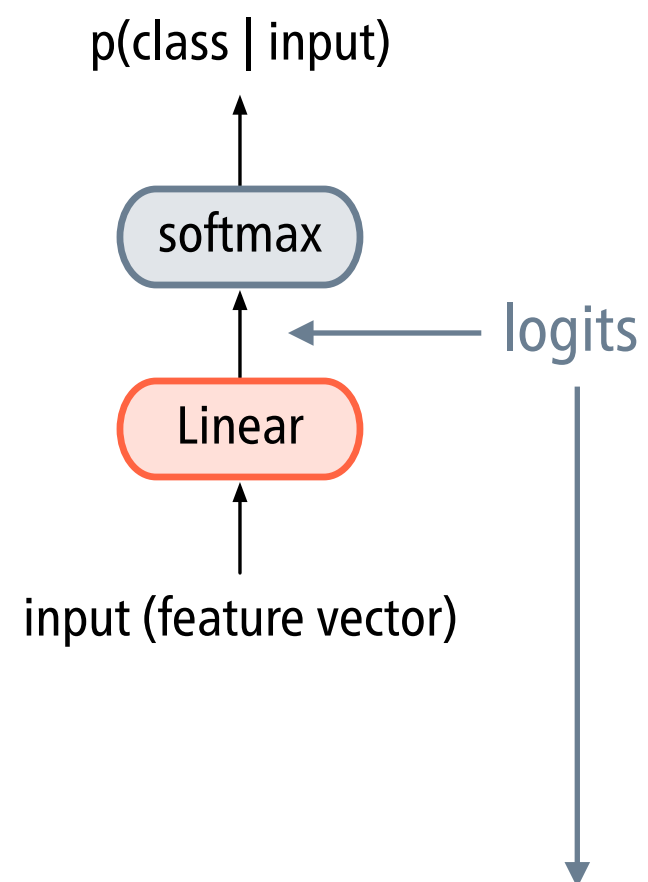 p(class | input)
softmax
logits
Linear
input (feature vector)